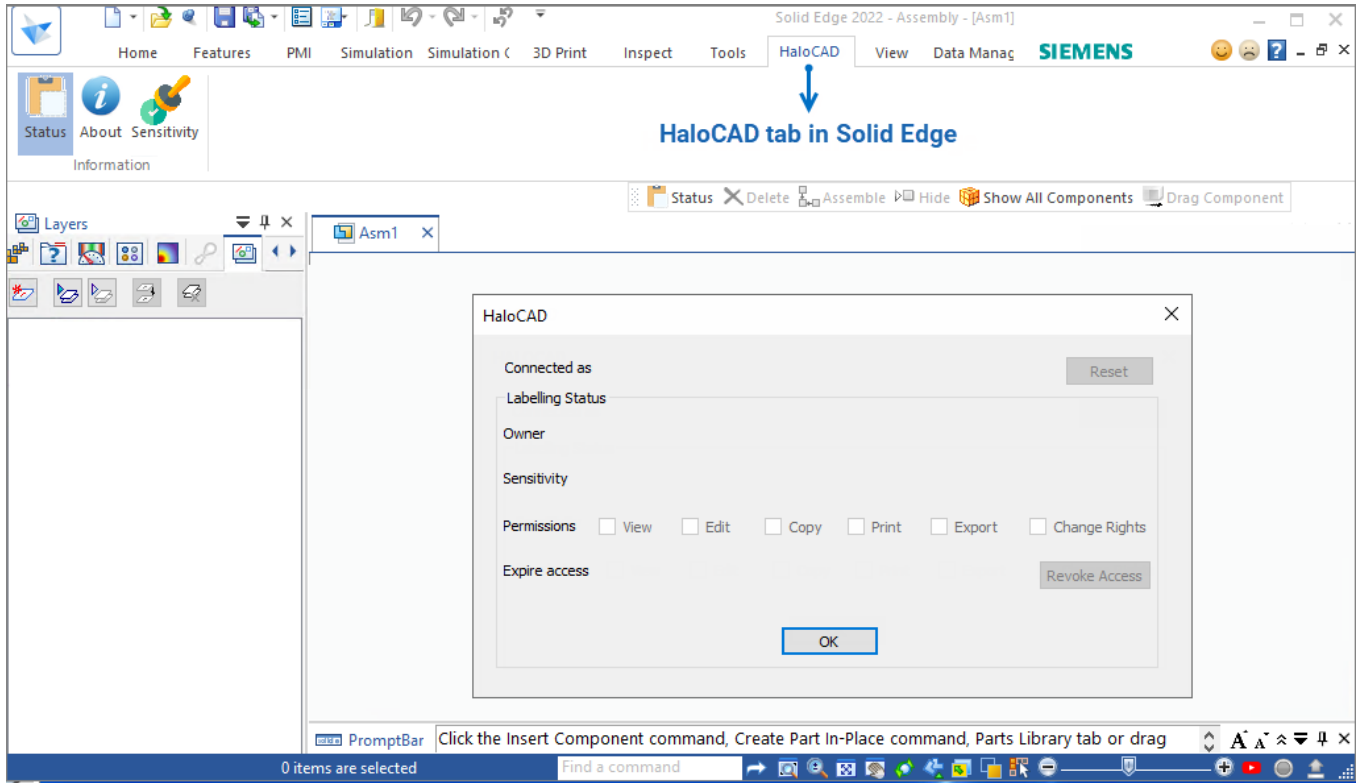 Solid Edge 2022 - Assembly - [Asm1]
Home Features PMI Simulation Simulation ( 3D Print Inspect Tools HaloCAD View Data Manag SIEMENS
HaloCAD tab in Solid Edge
Status About Sensitivity
Information
Status Delete Assemble Hide Show All Components Drag Component
Layers
Asm1
HaloCAD
Connected as
Reset
Labelling Status
Owner
Sensitivity
Permissions View Edit Copy Print Export Change Rights
Expire access
Revoke Access
OK
PromptBar Click the Insert Component command, Create Part In-Place command, Parts Library tab or drag
0 items are selected
Find a command